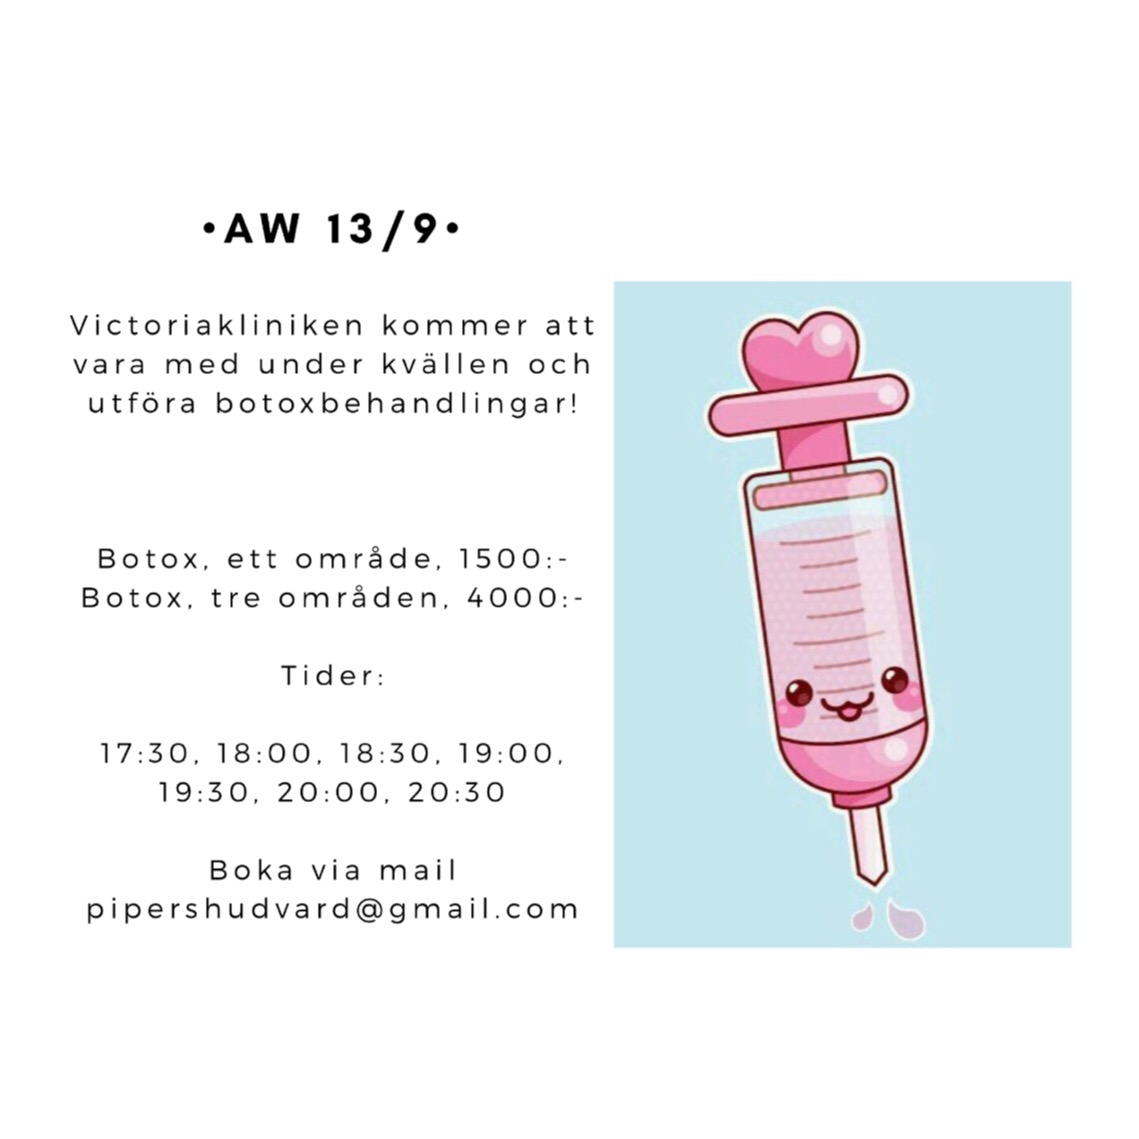 •AW 13/9•
Victoriakliniken kommer att
vara med under kvällen och
utföra botoxbehandlingar!
Botox, ett område, 1500:-
Botox, tre områden, 4000:-
Tider:
17:30, 18:00, 18:30, 19:00,
19:30, 20:00, 20:30
Boka via mail
pipershudvard@gmail.com